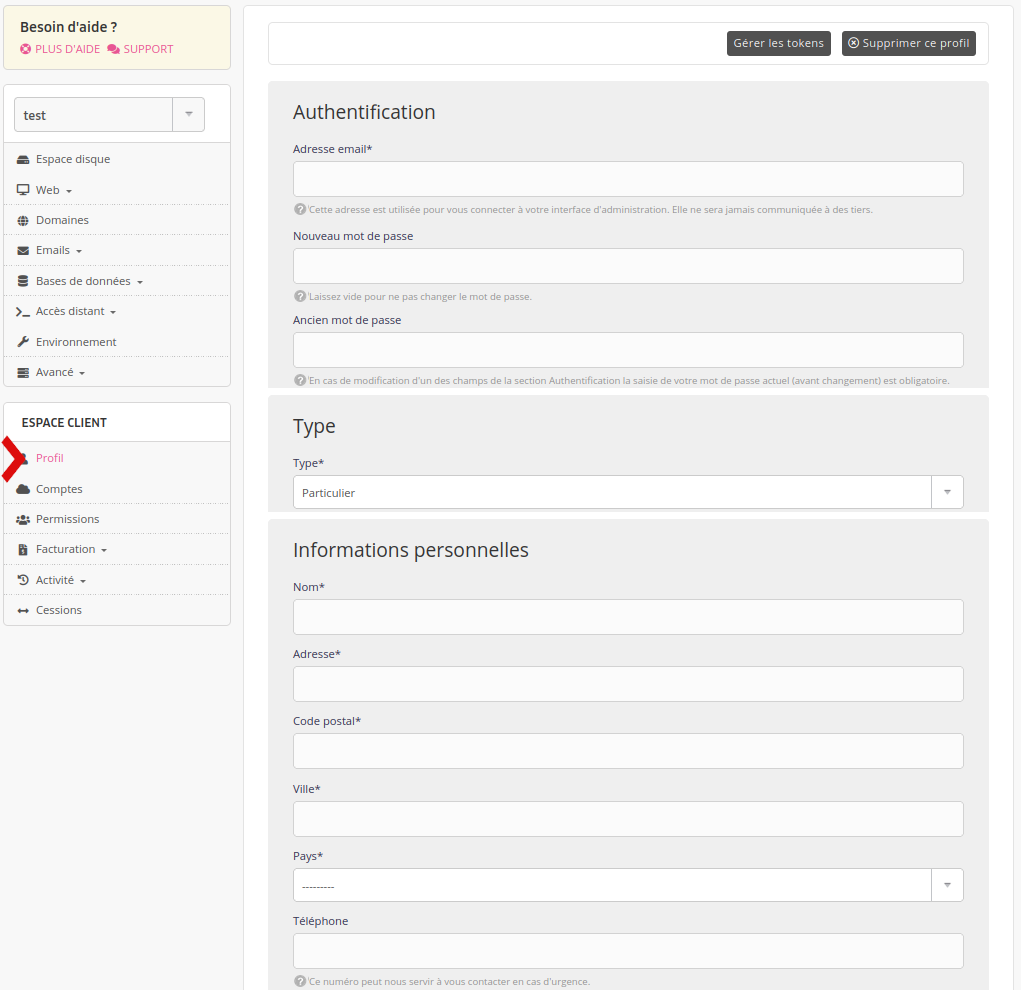 Besoin d'aide ?
PLUS D'AIDE SUPPORT
test
Espace disque
Web
Domaines
Emails
Bases de données
Accès distant
Environnement
Avancé
ESPACE CLIENT
Profil
Comptes
Permissions
Facturation
Activité
Cessions
Gérer les tokens Supprimer ce profil
Authentification
Adresse email*
Cette adresse est utilisée pour vous connecter à votre interface d'administration. Elle ne sera jamais communiquée à des tiers.
Nouveau mot de passe
Laissez vide pour ne pas changer le mot de passe.
Ancien mot de passe
En cas de modification d'un des champs de la section Authentification la saisie de votre mot de passe actuel (avant changement) est obligatoire.
Type
Type*
Particulier
Informations personnelles
Nom*
Adresse*
Code postal*
Ville*
Pays*
---------
Téléphone
Ce numéro peut nous servir à vous contacter en cas d'urgence.